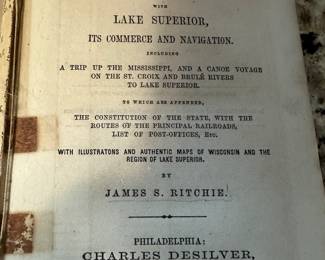 WITH
LAKE SUPERIOR,
ITS COMMERCE AND NAVIGATION.
INCLUDING
A TRIP UP THE MISSISSIPPI, AND A CANOE VOYAGE
ON THE ST. CROIX AND BRULÉ RIVERS
TO LAKE SUPERIOR.
TO WHICH ARE APPENDED,
THE CONSTITUTION OF THE STATE, WITH THE
ROUTES OF THE PRINCIPAL RAILROADS,
LIST OF POST-OFFICES, ETC.
WITH ILLUSTRATONS AND AUTHENTIC MAPS OF WISCONSIN AND THE
REGION OF LAKE SUPERIOR.
BY
JAMES S. RITCHIE.
PHILADELPHIA:
CHARLES DESILVER,